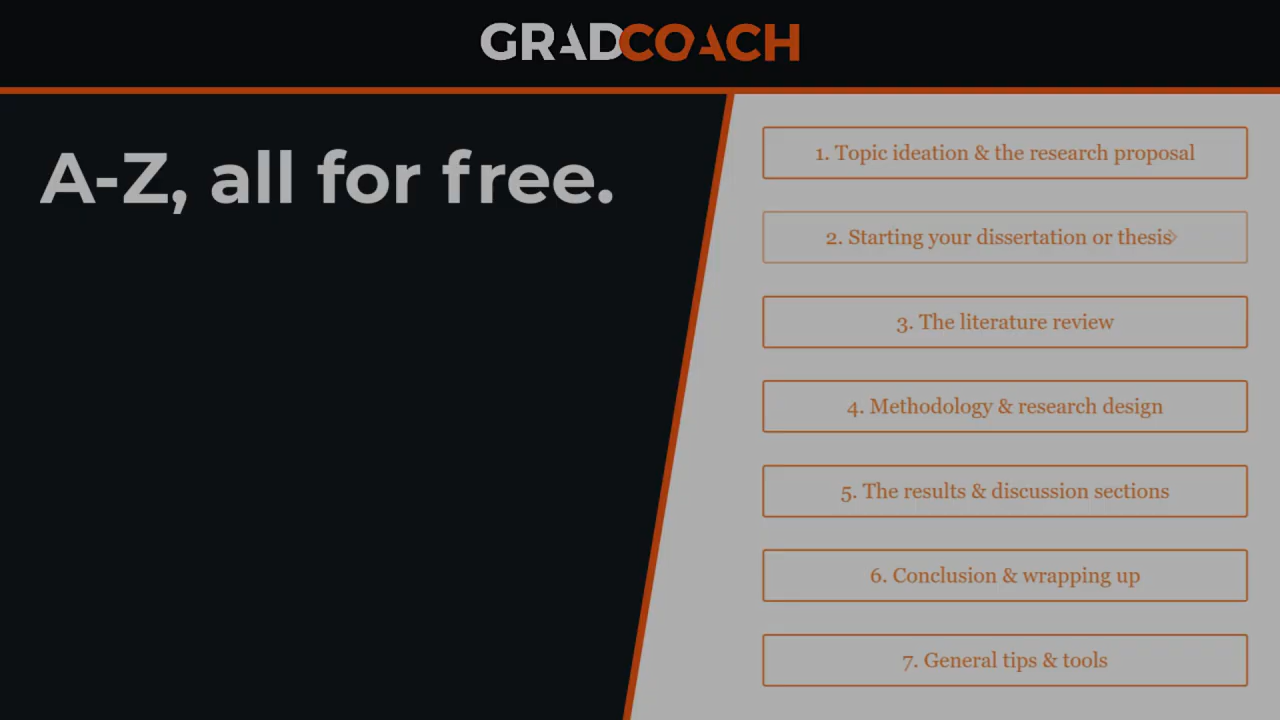 GRADCOACH
A-Z, all for free.
1. Topic ideation & the research proposal
2. Starting your dissertation or thesis
3. The literature review
4. Methodology & research design
5. The results & discussion sections
6. Conclusion & wrapping up
7. General tips & tools